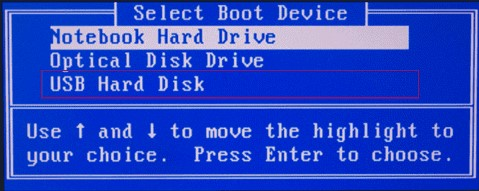 Select Boot Device
Notebook Hard Drive
Optical Disk Drive
USB Hard Disk
Use ↑ and ↓ to move the highlight to
your choice.  Press Enter to choose.